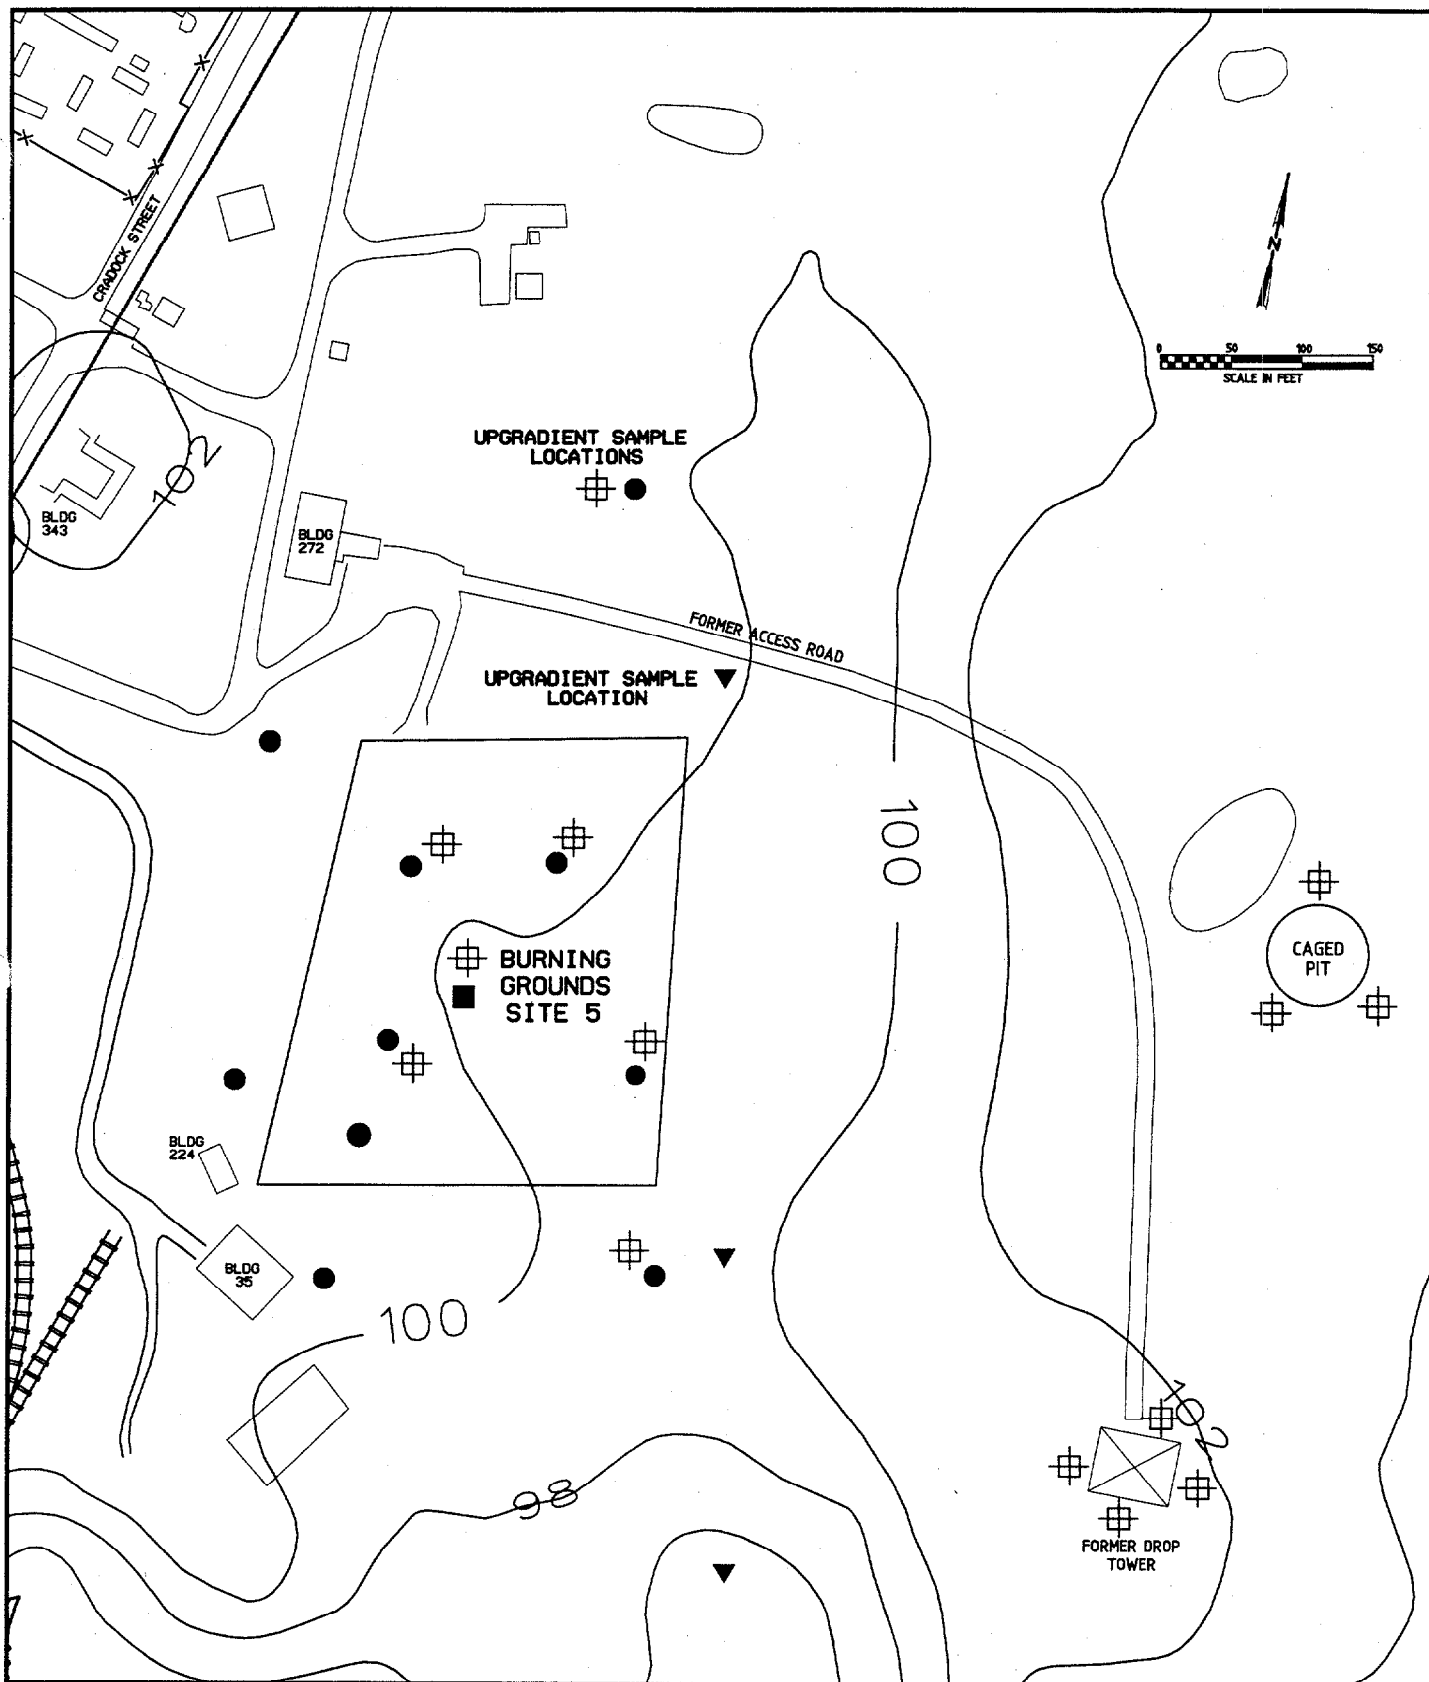 CRADOCK STREET
N
0 50 100 150
SCALE IN FEET
UPGRADIENT SAMPLE
LOCATIONS
102
BLDG
343
BLDG
272
FORMER ACCESS ROAD
UPGRADIENT SAMPLE
LOCATION
100
CAGED
PIT
BURNING
GROUNDS
SITE 5
BLDG
224
BLDG
35
100
102
98
FORMER DROP
TOWER